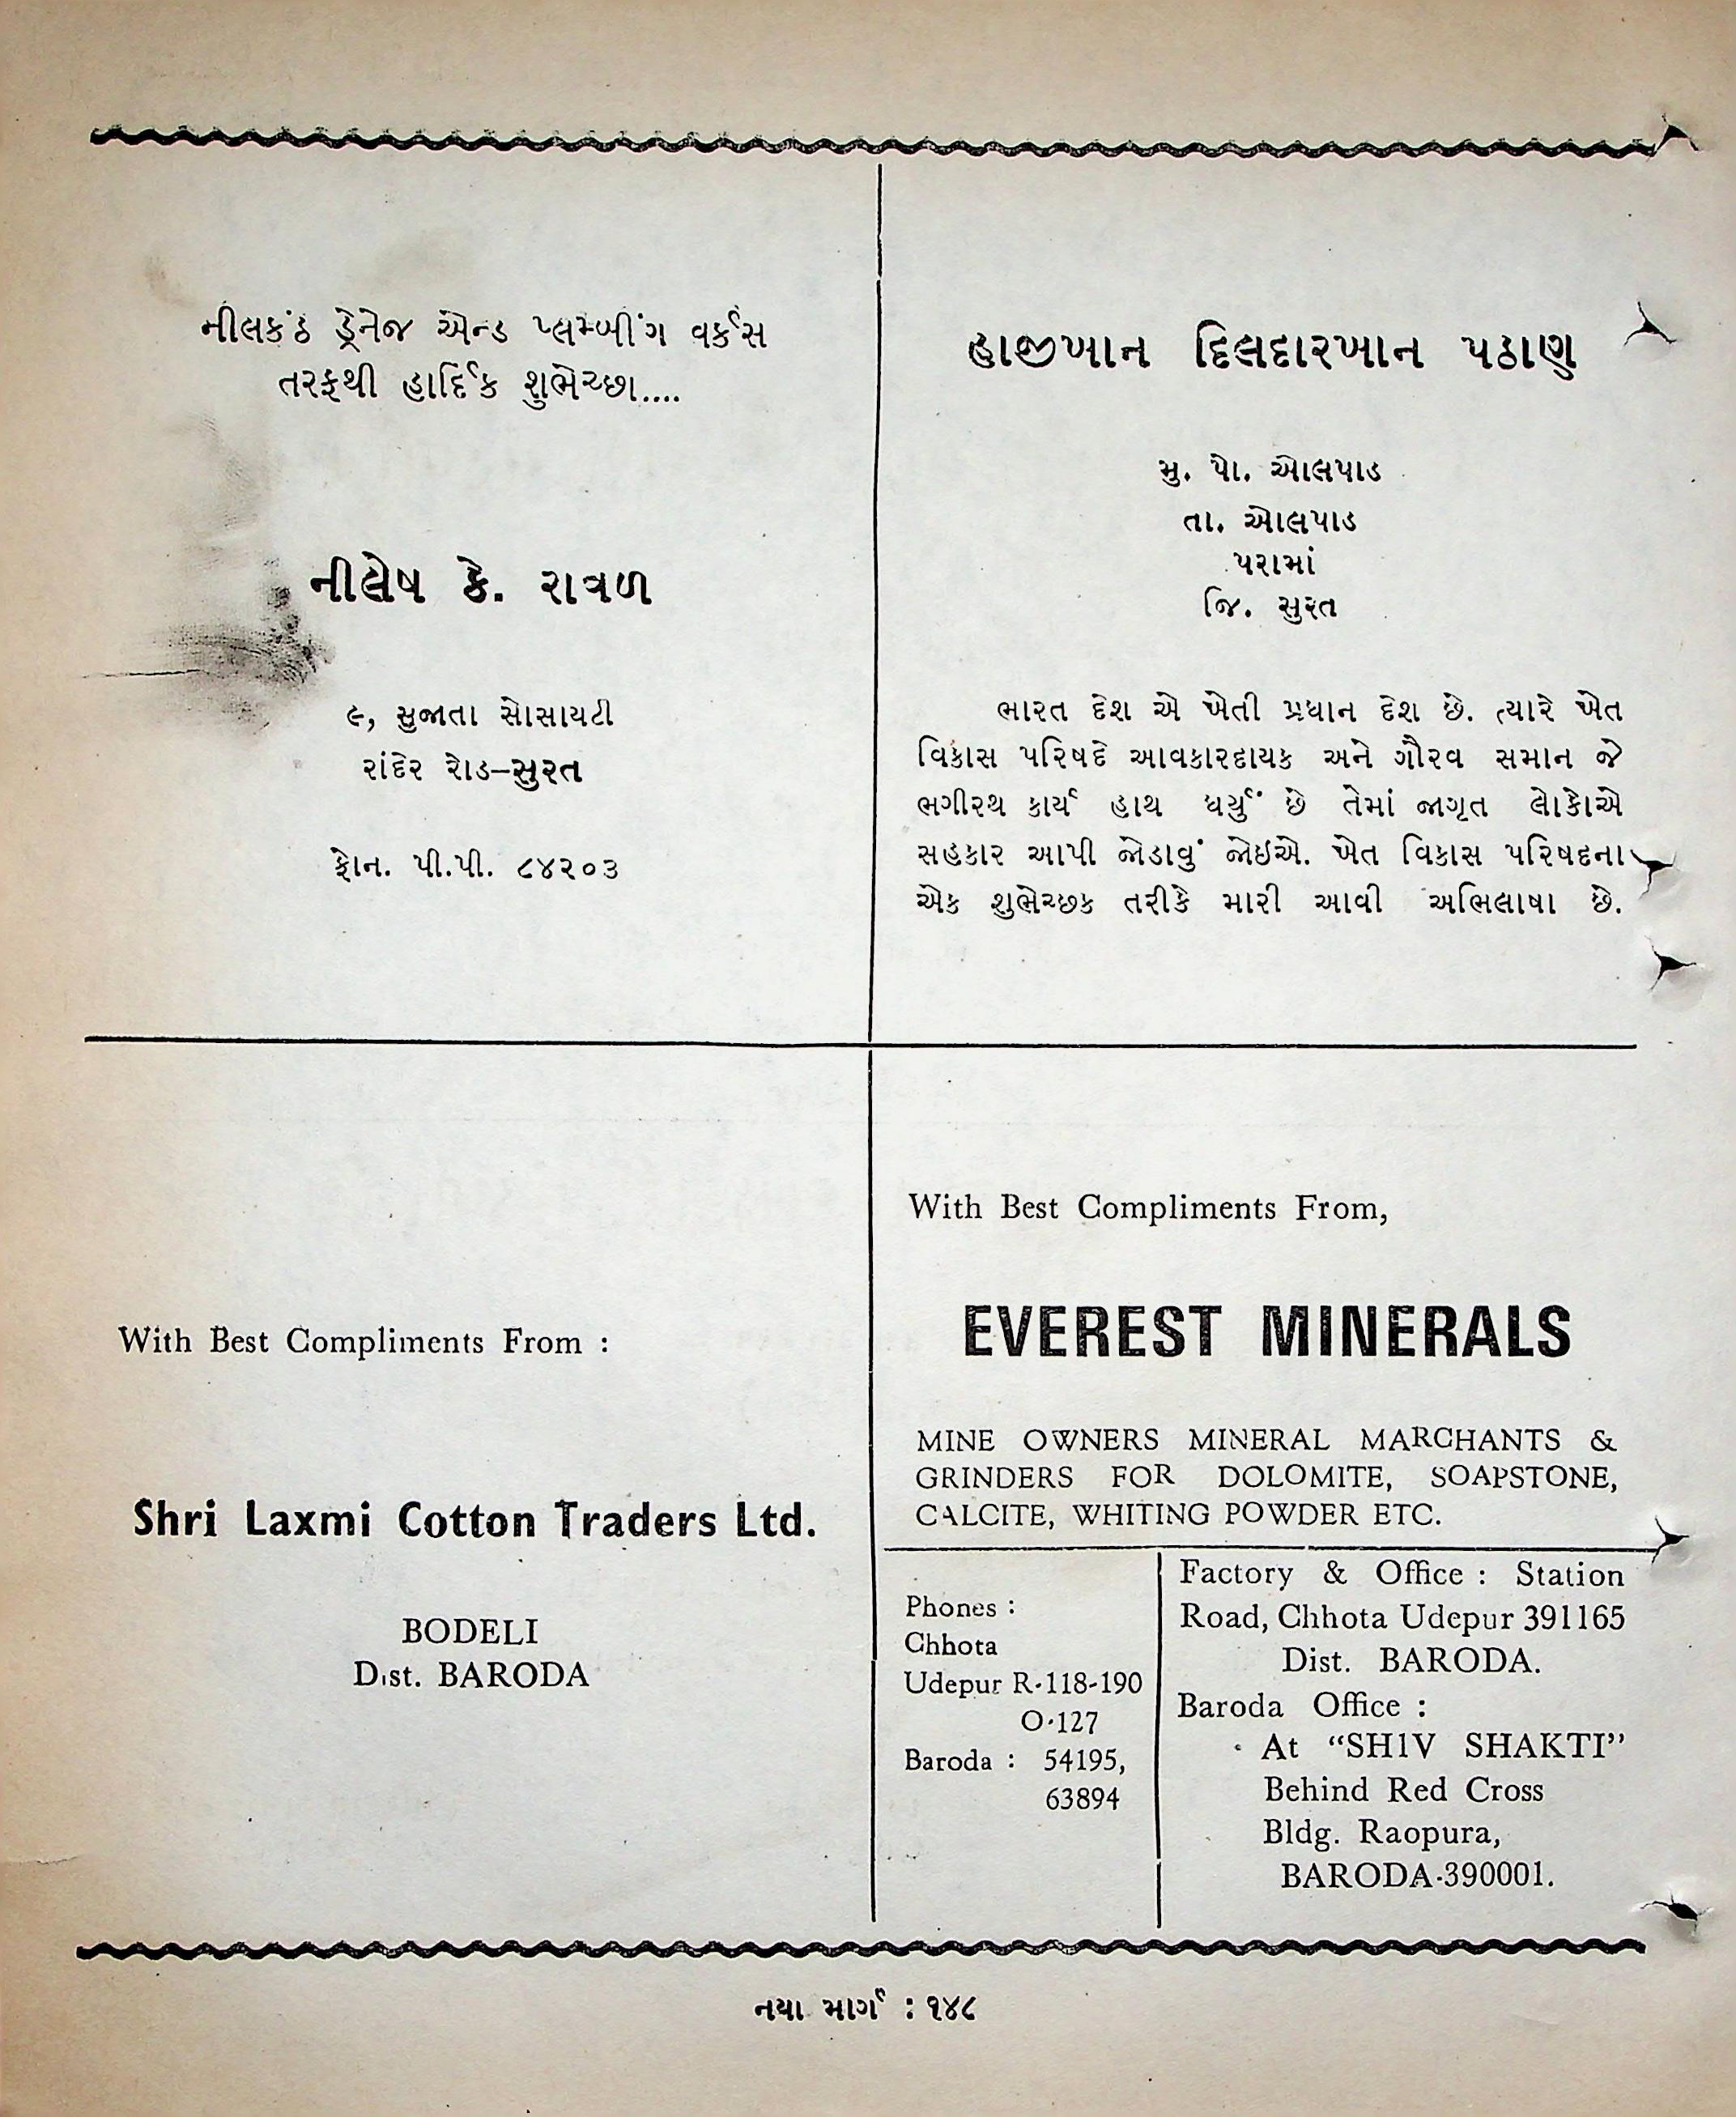 નીલકંઠ ડ્રેનેજ એન્ડ પ્લમ્બીંગ વર્કસ
તરફથી હાર્દિક શુભેચ્છા....
નીલેષ કે. રાવળ
૯, સુજાતા સોસાયટી
રાંદેર રોડ–સુરત
ફોન. પી.પી. ૮૪૨૦૩
હાજીખાન દિલદારખાન પઠાણ
મુ. પો. ઓલપાડ
તા. ઓલપાડ
પરામાં
જિ. સુરત
ભારત દેશ એ ખેતી પ્રધાન દેશ છે. ત્યારે ખેત
વિકાસ પરિષદે આવકારદાયક અને ગૌરવ સમાન જે
ભગીરથ કાર્ય હાથ ધર્યું છે તેમાં જાગૃત લોકોએ
સહકાર આપી જોડાવું જોઇએ. ખેત વિકાસ પરિષદના
એક શુભેચ્છક તરીકે મારી આવી અભિલાષા છે.
With Best Compliments From :
Shri Laxmi Cotton Traders Ltd.
BODELI
Dist. BARODA
With Best Compliments From,
EVEREST MINERALS
MINE OWNERS MINERAL MARCHANTS &
GRINDERS FOR DOLOMITE, SOAPSTONE,
CALCITE, WHITING POWDER ETC.
Phones :
Chhota
Udepur R-118-190
O-127
Baroda : 54195,
63894
Factory & Office : Station
Road, Chhota Udepur 391165
Dist. BARODA.
Baroda Office :
At “SHIV SHAKTI”
Behind Red Cross
Bldg. Raopura,
BARODA-390001.
નયા માર્ગ : ૧૪૮